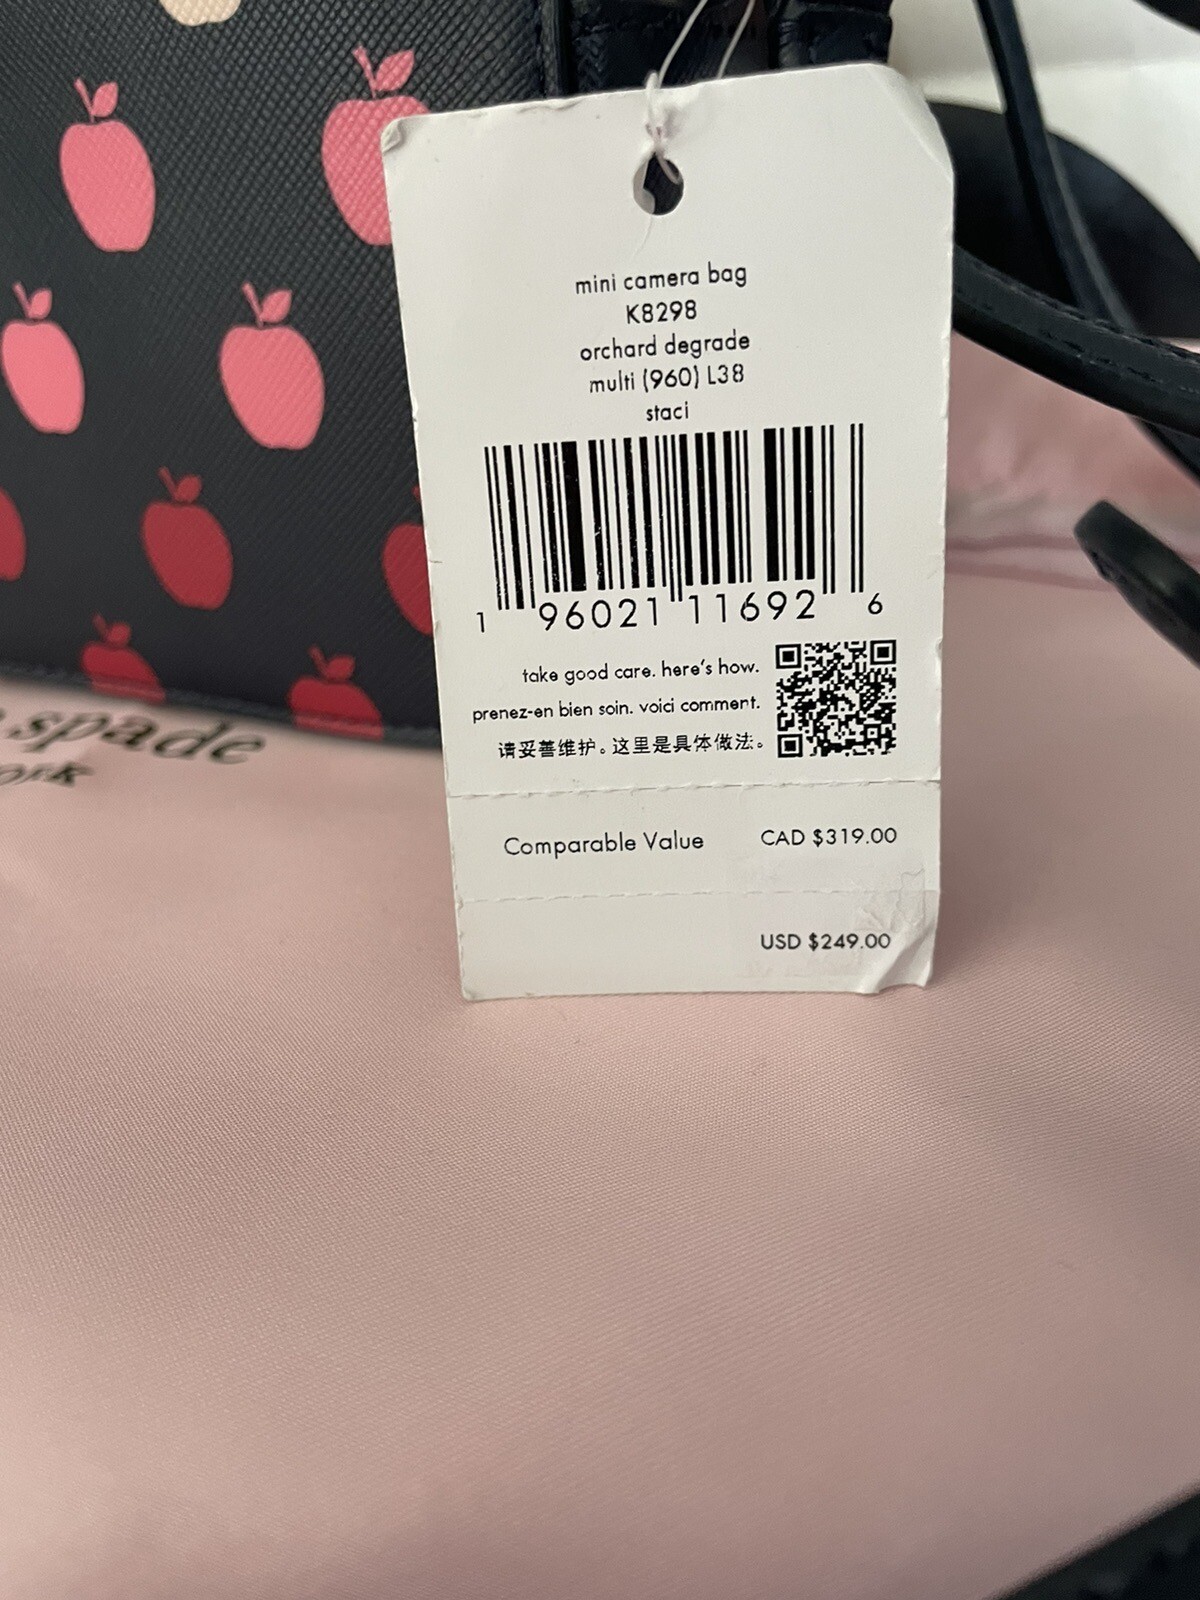 mini camera bag
K8298
orchard degrade
multi (960) L38
staci
1 96021 11692 6
take good care. here's how.
prenez-en bien soin. voici comment.
请妥善维护。这里是具体做法。
Comparable Value CAD $319.00
USD $249.00
spade